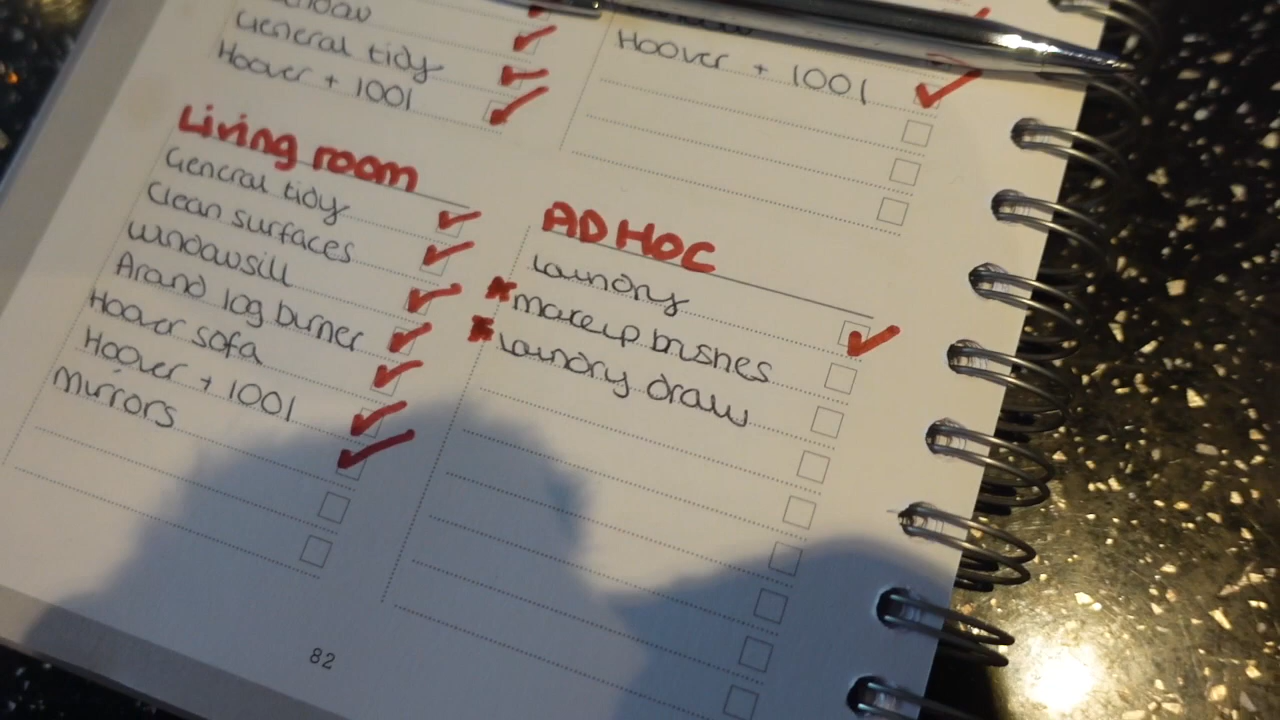 General tidy
Hoover + 1001
Hoover + 1001
Living room
General tidy
Clean surfaces
windowsill
Arand log burner
Hoover sofa
Hoover + 1001
Mirrors
AD HOC
laundry
makeup brushes
laundry draw
82